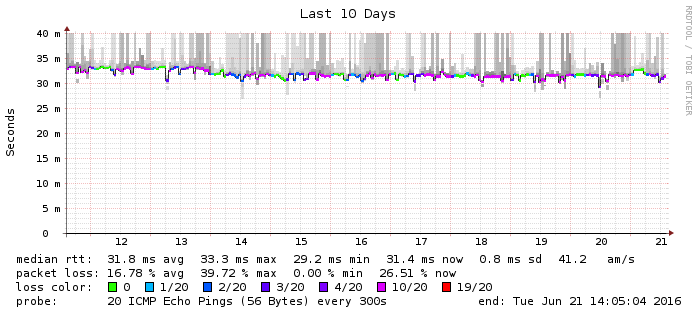 Last 10 Days
RRDTOOL / TOBI OETIKER
Seconds
40 m
35 m
30 m
25 m
20 m
15 m
10 m
5 m
0
12 13 14 15 16 17 18 19 20 21
median rtt: 31.8 ms avg 33.3 ms max 29.2 ms min 31.4 ms now 0.8 ms sd 41.2 am/s
packet loss: 16.78 % avg 39.72 % max 0.00 % min 26.51 % now
loss color: 0 1/20 2/20 3/20 4/20 10/20 19/20
probe: 20 ICMP Echo Pings (56 Bytes) every 300s end: Tue Jun 21 14:05:04 2016